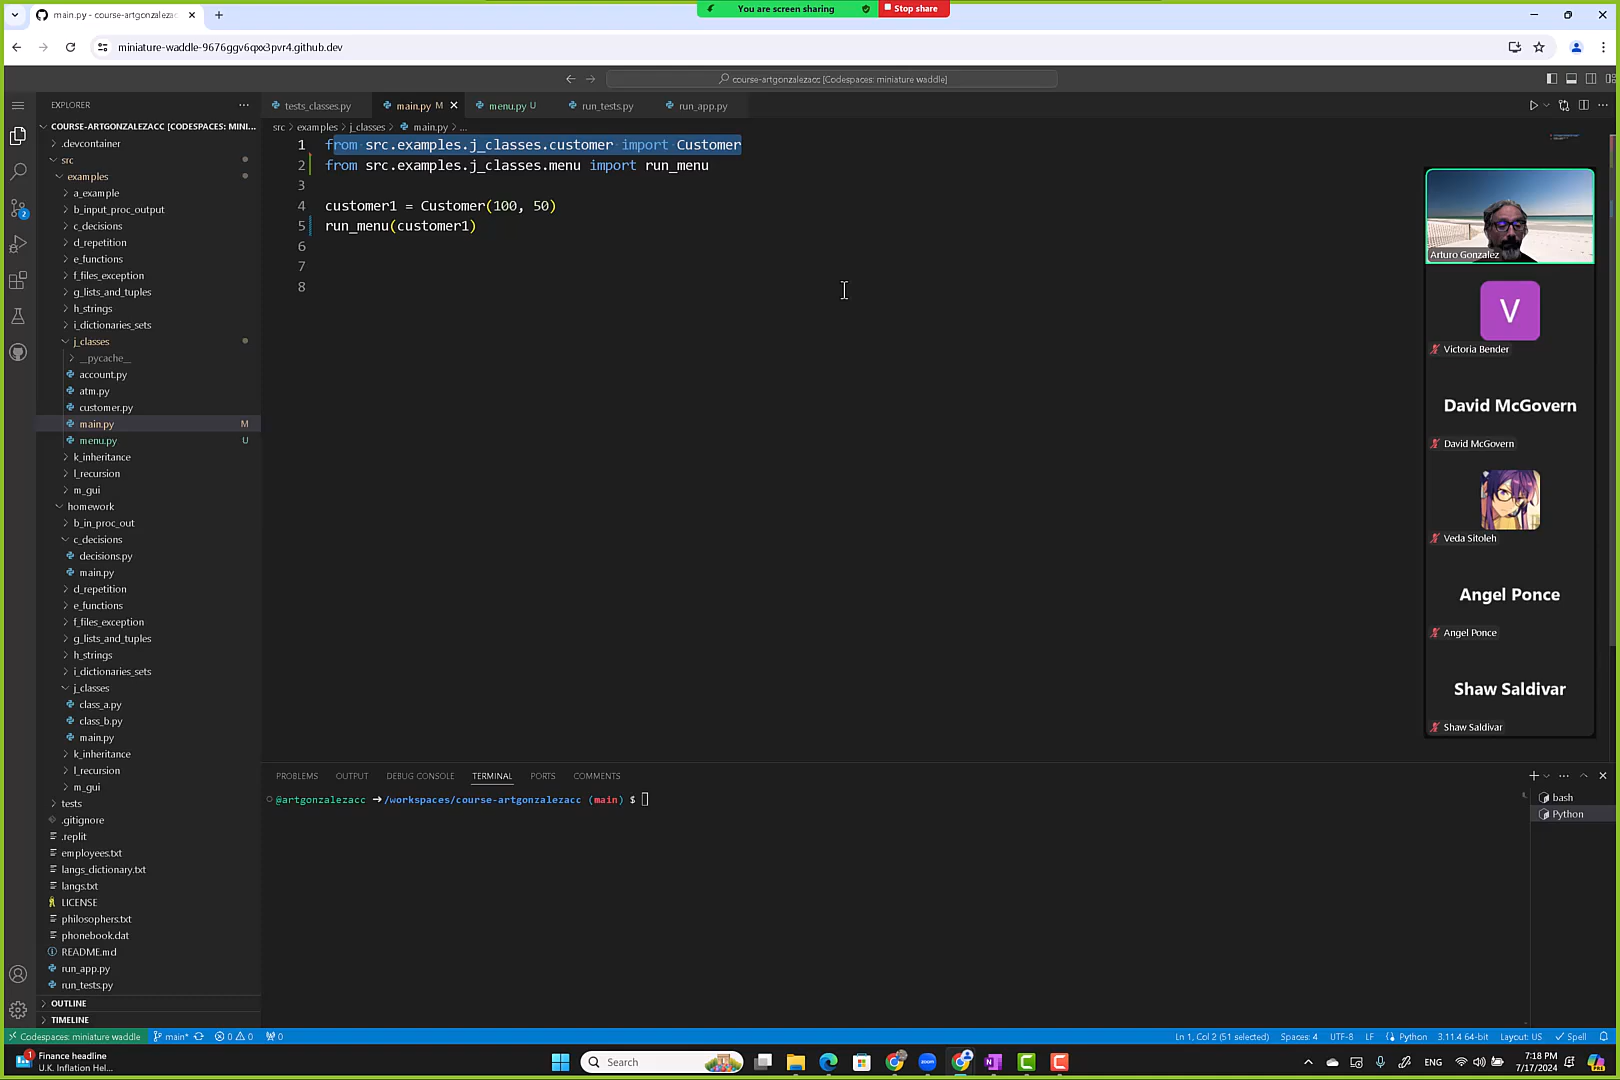 You are screen sharing
Stop share
main.py - course-artgonzalezac
miniature-waddle-9676ggv6qxx3pvr4.github.dev
course-artgonzalezacc [Codespaces: miniature waddle]
EXPLORER
tests_classes.py
main.py M
menu.py U
run_tests.py
run_app.py
COURSE-ARTGONZALEZACC [CODESPACES: MINI...
src > examples > j_classes > main.py > ...
.devcontainer
src
examples
a_example
b_input_proc_output
c_decisions
d_repetition
e_functions
f_files_exception
g_lists_and_tuples
h_strings
i_dictionaries_sets
j_classes
__pycache__
account.py
atm.py
customer.py
main.py M
menu.py U
k_inheritance
l_recursion
m_gui
homework
b_in_proc_out
c_decisions
decisions.py
main.py
d_repetition
e_functions
f_files_exception
g_lists_and_tuples
h_strings
i_dictionaries_sets
j_classes
class_a.py
class_b.py
main.py
k_inheritance
l_recursion
m_gui
tests
.gitignore
.replit
employees.txt
langs_dictionary.txt
langs.txt
LICENSE
philosophers.txt
phonebook.dat
README.md
run_app.py
run_tests.py
OUTLINE
TIMELINE
1 from src.examples.j_classes.customer import Customer
2 from src.examples.j_classes.menu import run_menu
3
4 customer1 = Customer(100, 50)
5 run_menu(customer1)
6
7
8
Arturo Gonzalez
V
Victoria Bender
David McGovern
David McGovern
Veda Sitoleh
Angel Ponce
Angel Ponce
Shaw Saldivar
Shaw Saldivar
PROBLEMS OUTPUT DEBUG CONSOLE TERMINAL PORTS COMMENTS
@artgonzalezacc ➜/workspaces/course-artgonzalezacc (main) $
bash
Python
Codespaces: miniature waddle
main*
0 0
0
Ln 1, Col 2 (51 selected)
Spaces: 4
UTF-8
LF
Python
3.11.4 64-bit
Layout: US
Spell
2
1
Finance headline
U.K. Inflation Hel...
Search
ENG
7:18 PM
7/17/2024